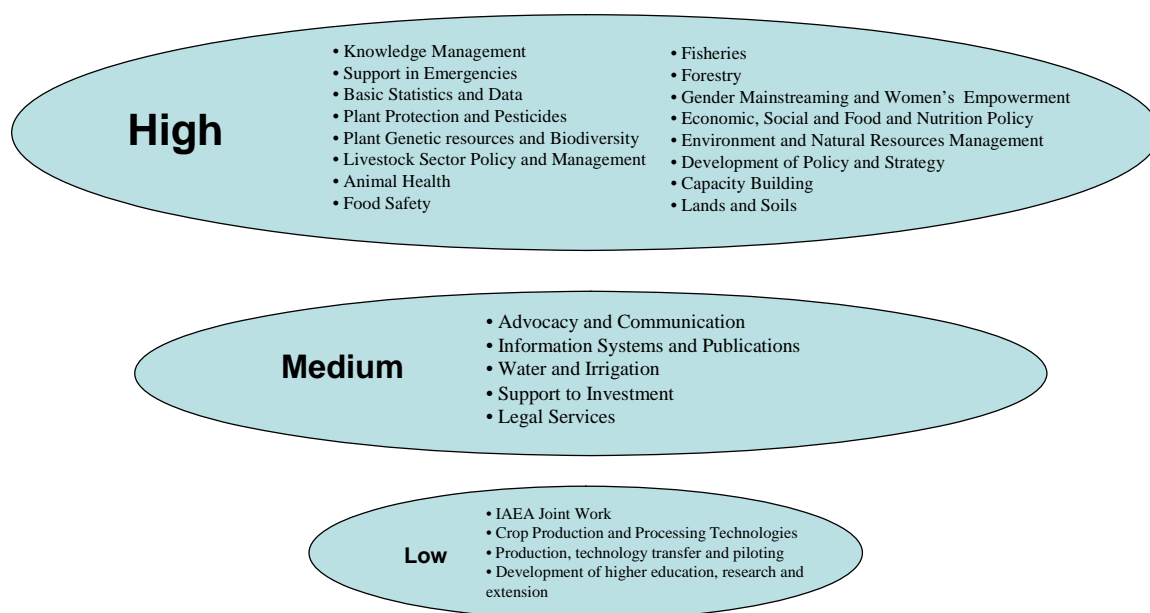 High
• Knowledge Management
• Support in Emergencies
• Basic Statistics and Data
• Plant Protection and Pesticides
• Plant Genetic resources and Biodiversity
• Livestock Sector Policy and Management
• Animal Health
• Food Safety
• Fisheries
• Forestry
• Gender Mainstreaming and Women’s Empowerment
• Economic, Social and Food and Nutrition Policy
• Environment and Natural Resources Management
• Development of Policy and Strategy
• Capacity Building
• Lands and Soils
Medium
• Advocacy and Communication
• Information Systems and Publications
• Water and Irrigation
• Support to Investment
• Legal Services
Low
• IAEA Joint Work
• Crop Production and Processing Technologies
• Production, technology transfer and piloting
• Development of higher education, research and
extension